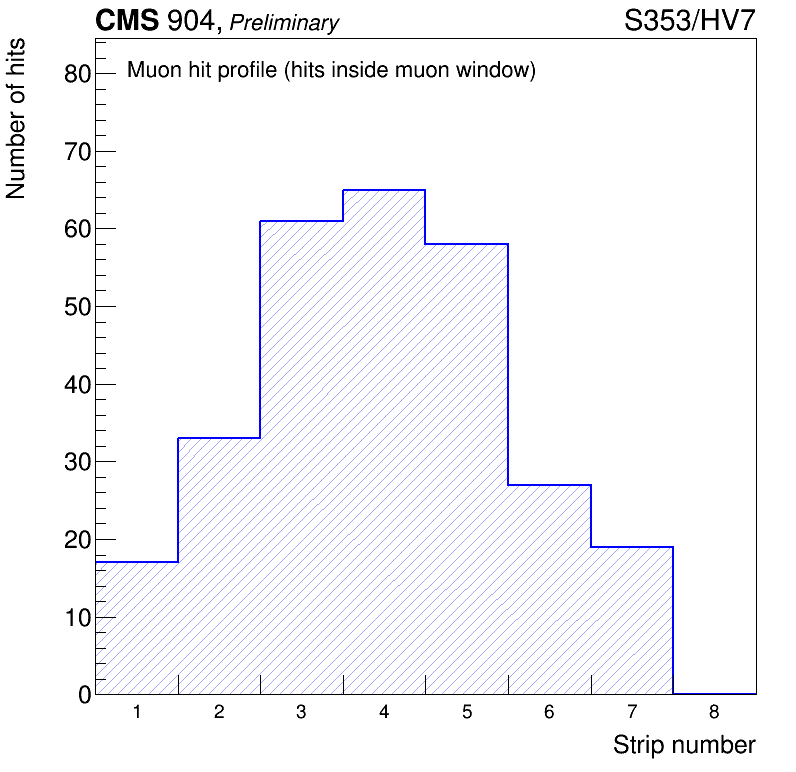 CMS 904, Preliminary
S353/HV7
Number of hits
Muon hit profile (hits inside muon window)
80
70
60
50
40
30
20
10
0
1 2 3 4 5 6 7 8
Strip number